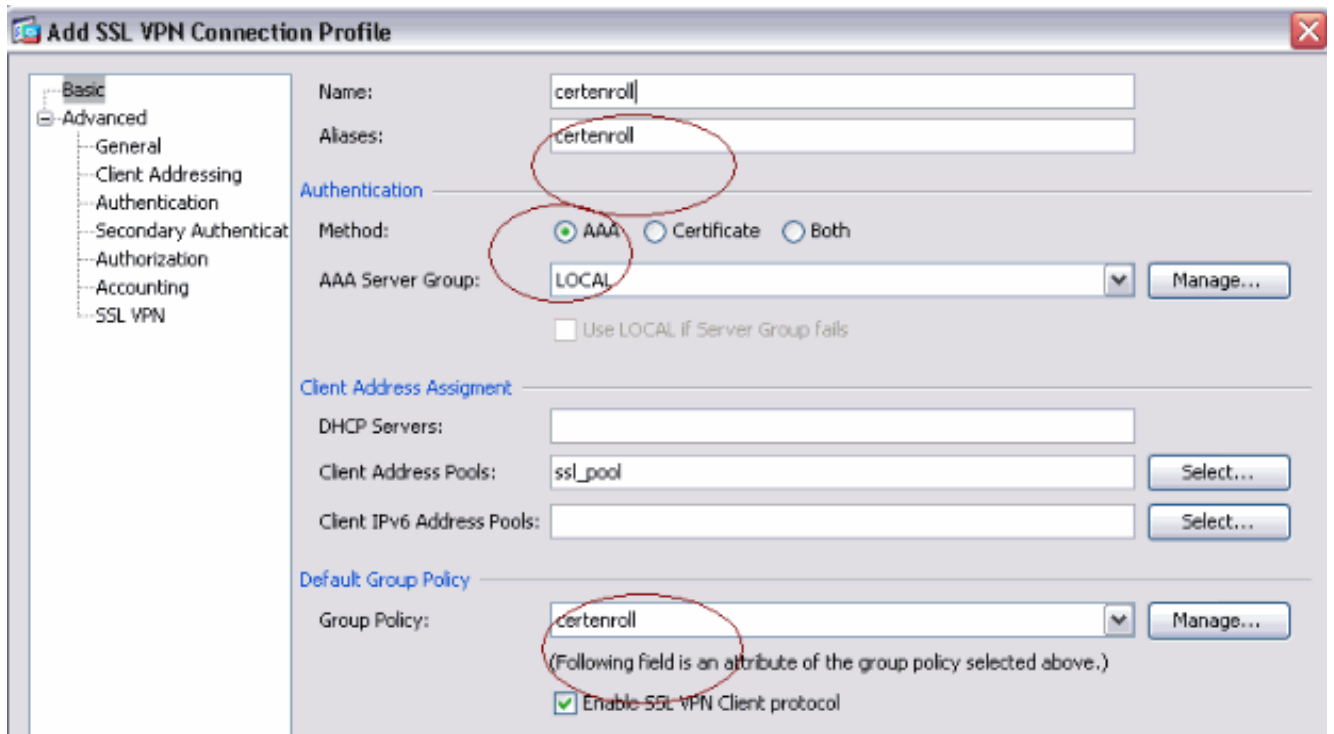 Add SSL VPN Connection Profile
Basic
Advanced
General
Client Addressing
Authentication
Secondary Authenticat
Authorization
Accounting
SSL VPN
Name: certenroll
Aliases: certenroll
Authentication
Method: AAA Certificate Both
AAA Server Group: LOCAL Manage...
Use LOCAL if Server Group fails
Client Address Assigment
DHCP Servers:
Client Address Pools: ssl_pool Select...
Client IPv6 Address Pools: Select...
Default Group Policy
Group Policy: certenroll Manage...
(Following field is an attribute of the group policy selected above.)
Enable SSL VPN Client protocol